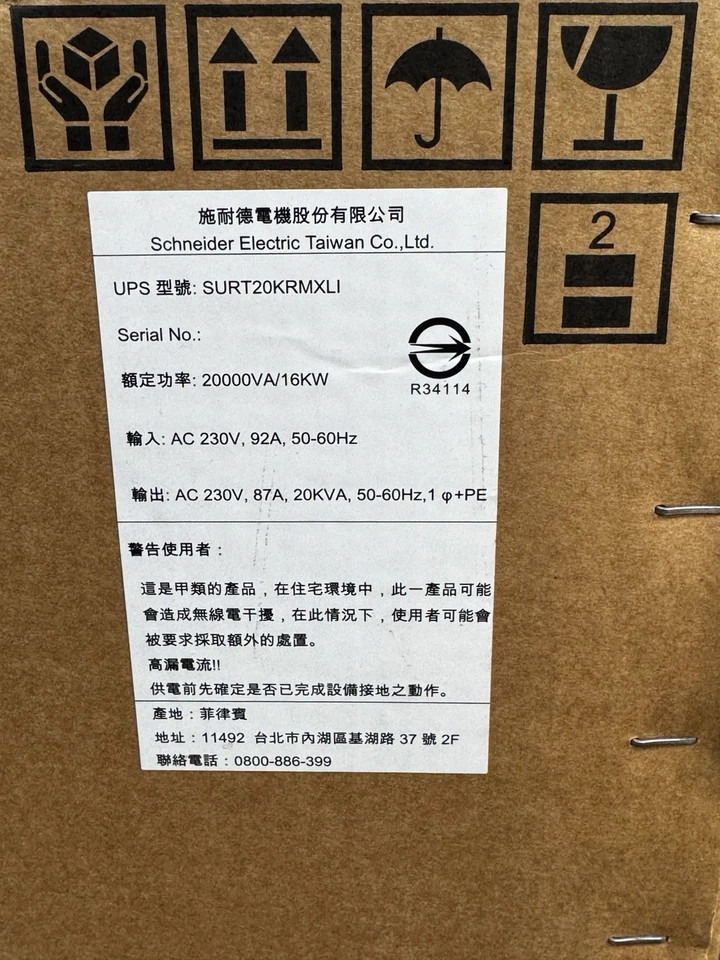 2
施耐德電機股份有限公司
Schneider Electric Taiwan Co.,Ltd.
UPS 型號: SURT20KRMXLI
Serial No.:
額定功率: 20000VA/16KW
R34114
輸入: AC 230V, 92A, 50-60Hz
輸出: AC 230V, 87A, 20KVA, 50-60Hz,1 φ+PE
警告使用者：
這是甲類的產品，在住宅環境中，此一產品可能
會造成無線電干擾，在此情況下，使用者可能會
被要求採取額外的處置。
高漏電流!!
供電前先確定是否已完成設備接地之動作。
產地：菲律賓
地址：11492 台北市內湖區基湖路 37 號 2F
聯絡電話：0800-886-399